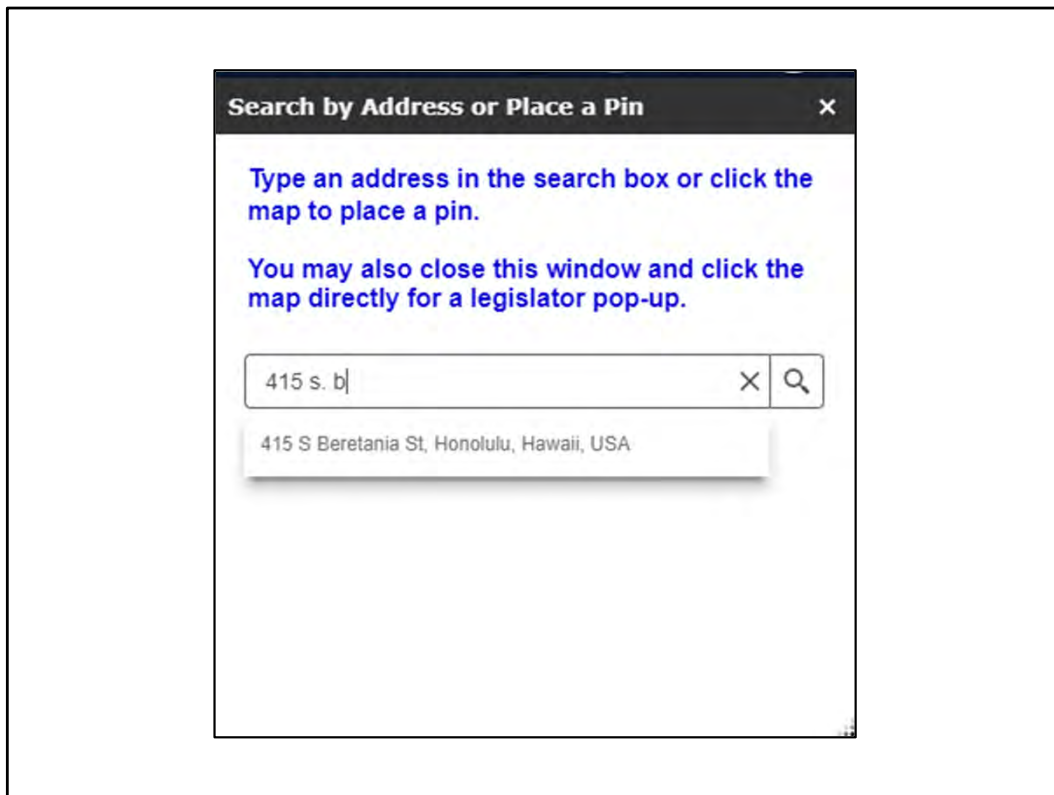 Search by Address or Place a Pin
Type an address in the search box or click the
map to place a pin.
You may also close this window and click the
map directly for a legislator pop-up.
415 s. b
415 S Beretania St, Honolulu, Hawaii, USA